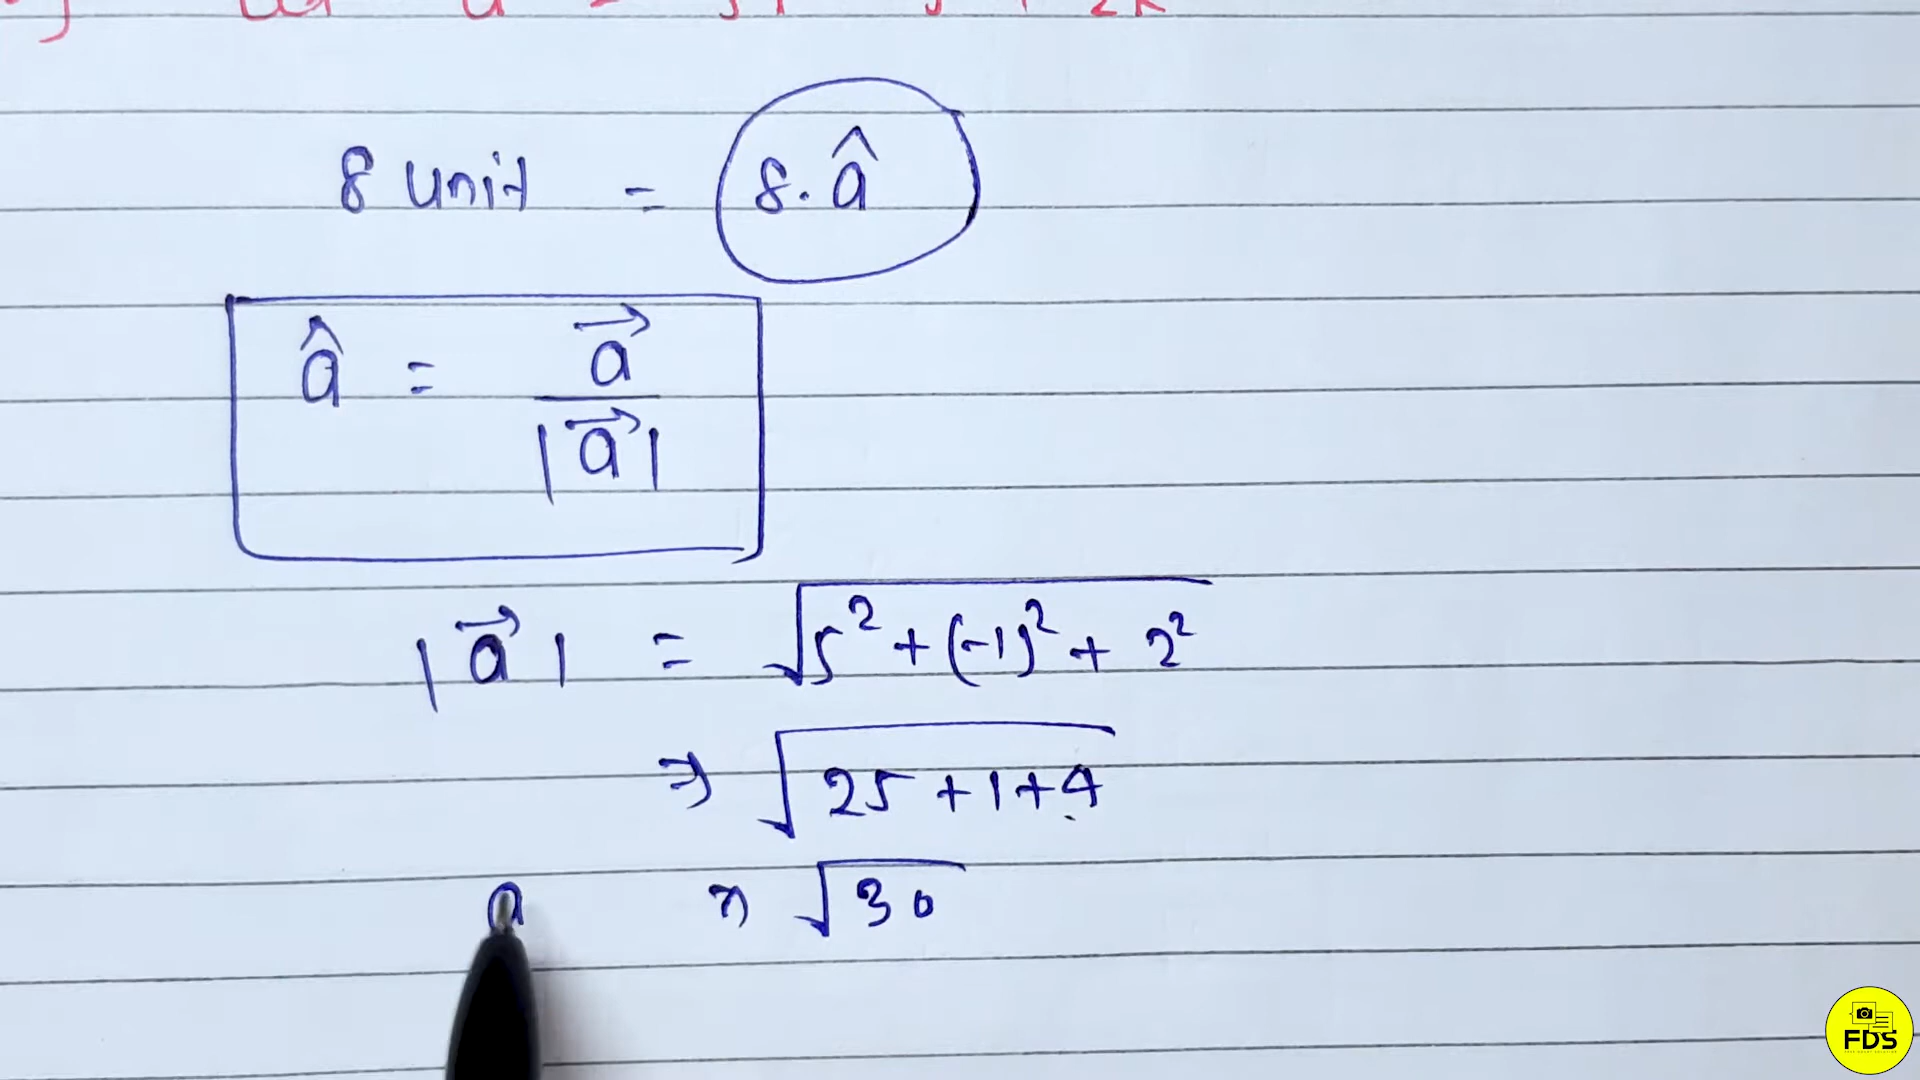 8 unit = 8.â
â = a⃗ / |a⃗|
|a⃗| = √5² + (-1)² + 2²
⇒ √25 + 1 + 4
⇒ √30
FDS